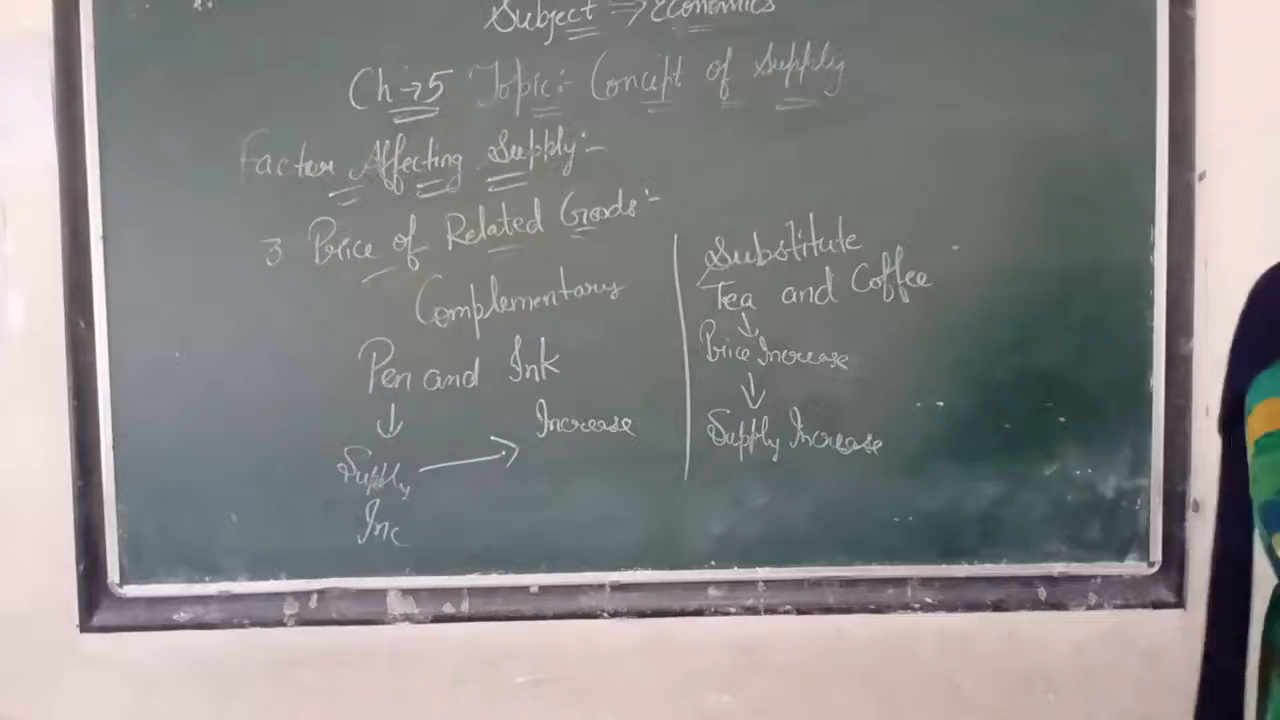 Subject ⇒ Economics
Ch→5 Topic:- Concept of Supply
Factor Affecting Supply:-
3 Price of Related Goods:-
Complementary
Pen and Ink
↓
Increase
Supply →
Inc
Substitute
Tea and Coffee
↓
Price Increase
↓
Supply Increase